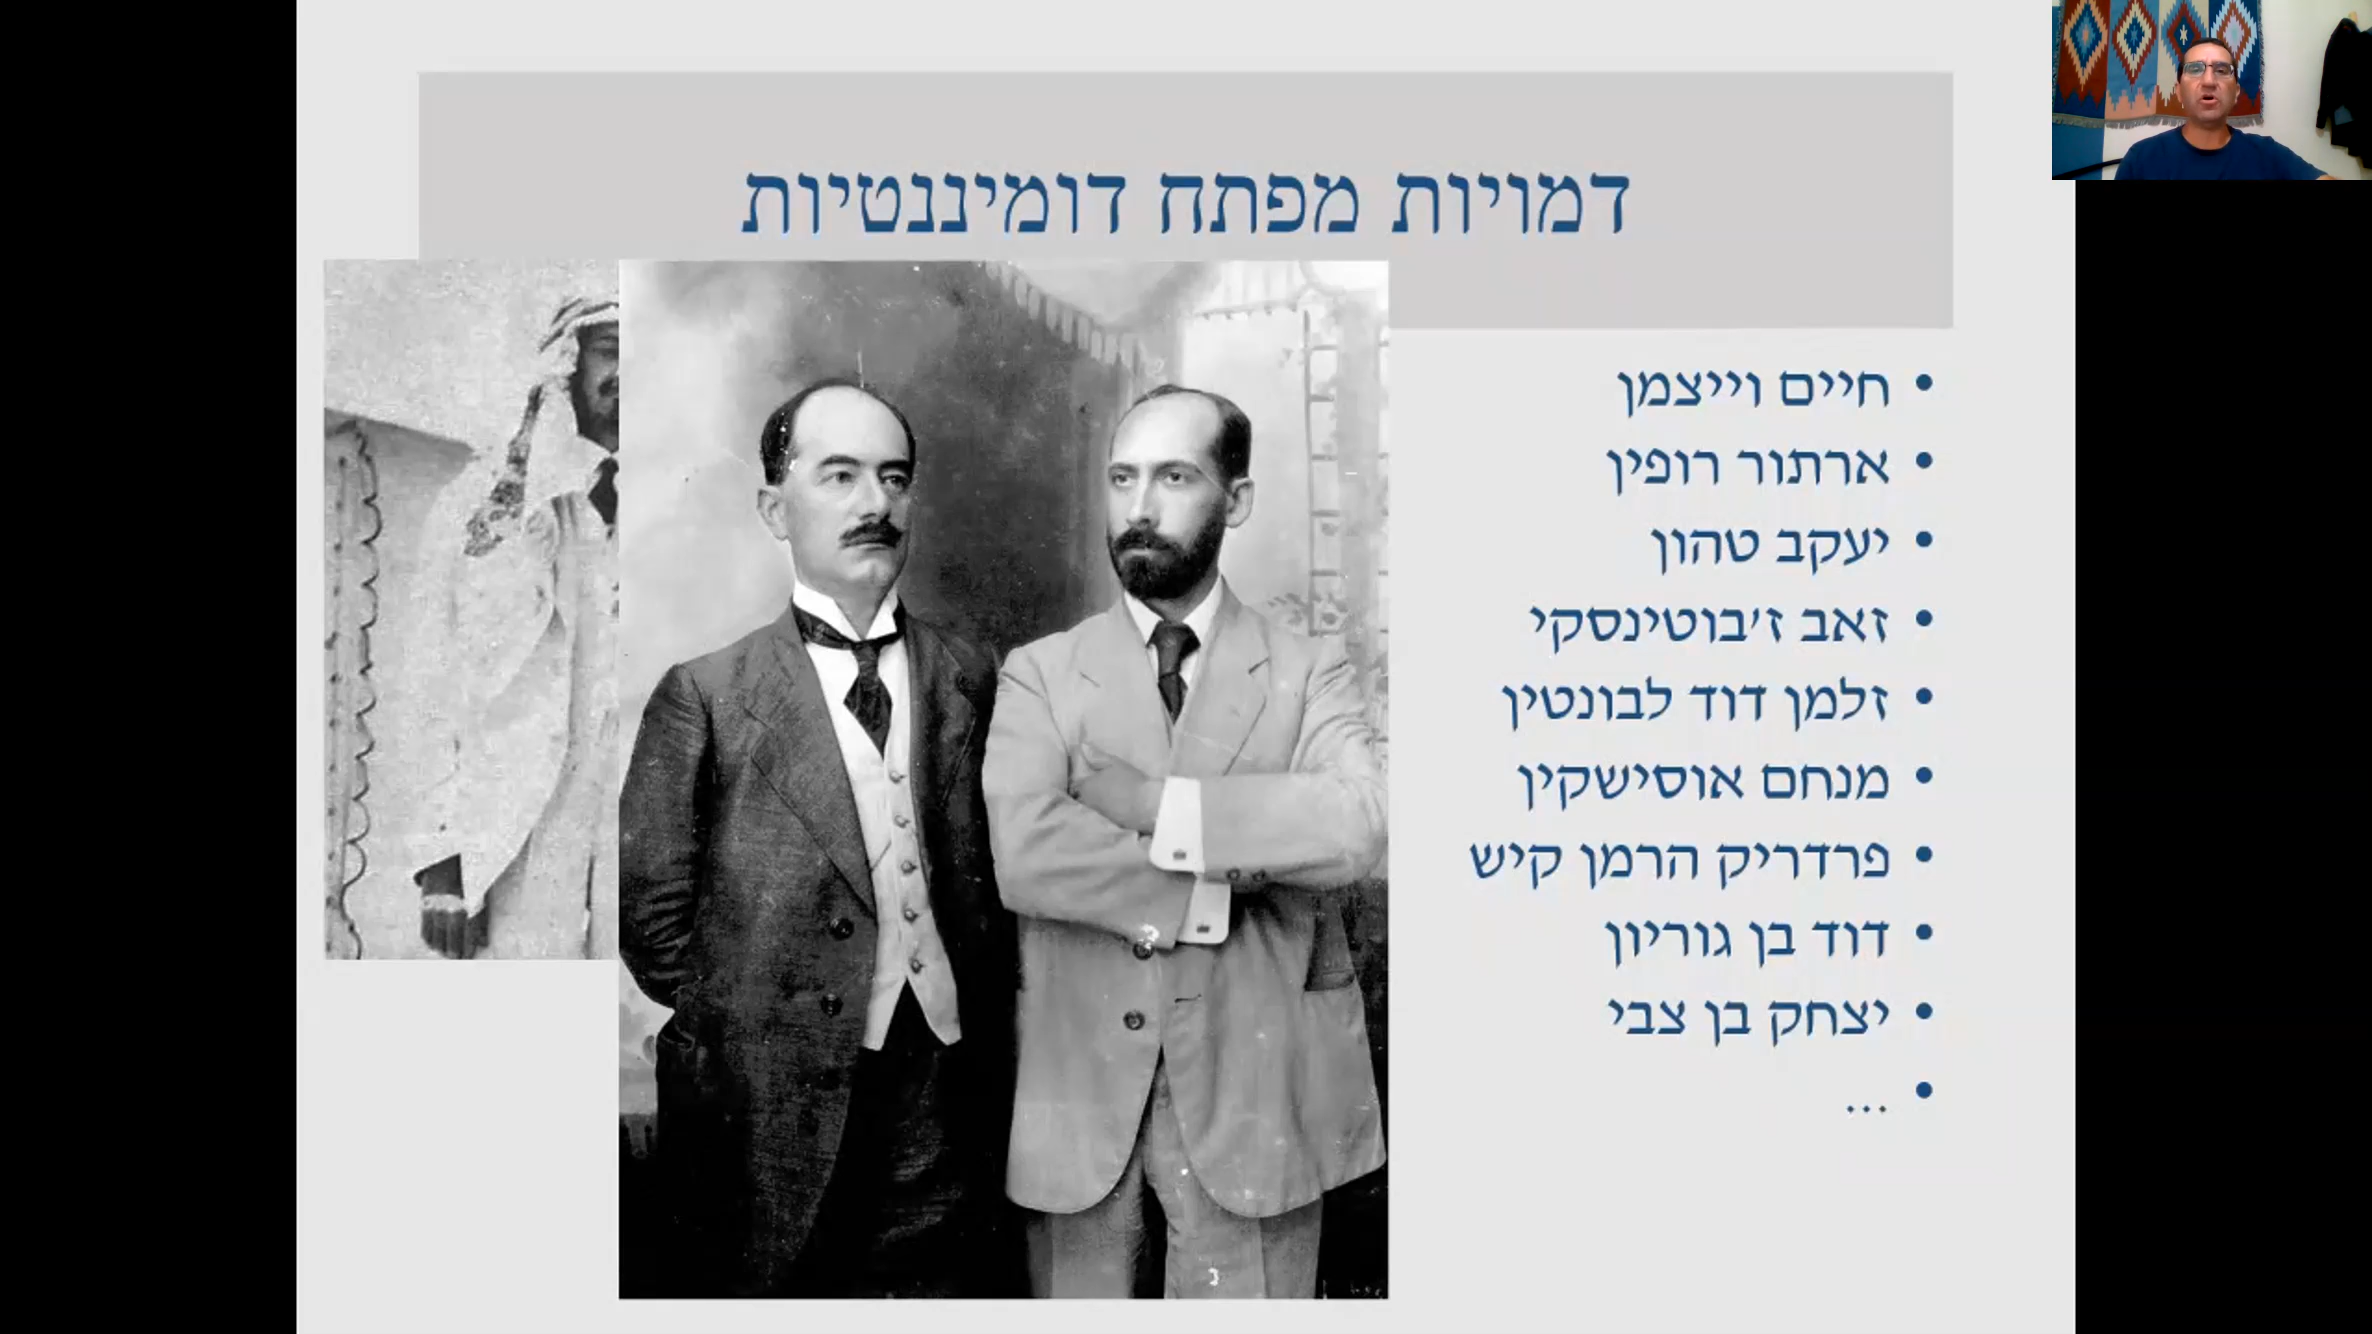 דמויות מפתח דומיננטיות
• חיים וייצמן
• ארתור רופין
• יעקב טהון
• זאב ז'בוטינסקי
• זלמן דוד לבונטין
• מנחם אוסישקין
• פרדריק הרמן קיש
• דוד בן גוריון
• יצחק בן צבי
• ...